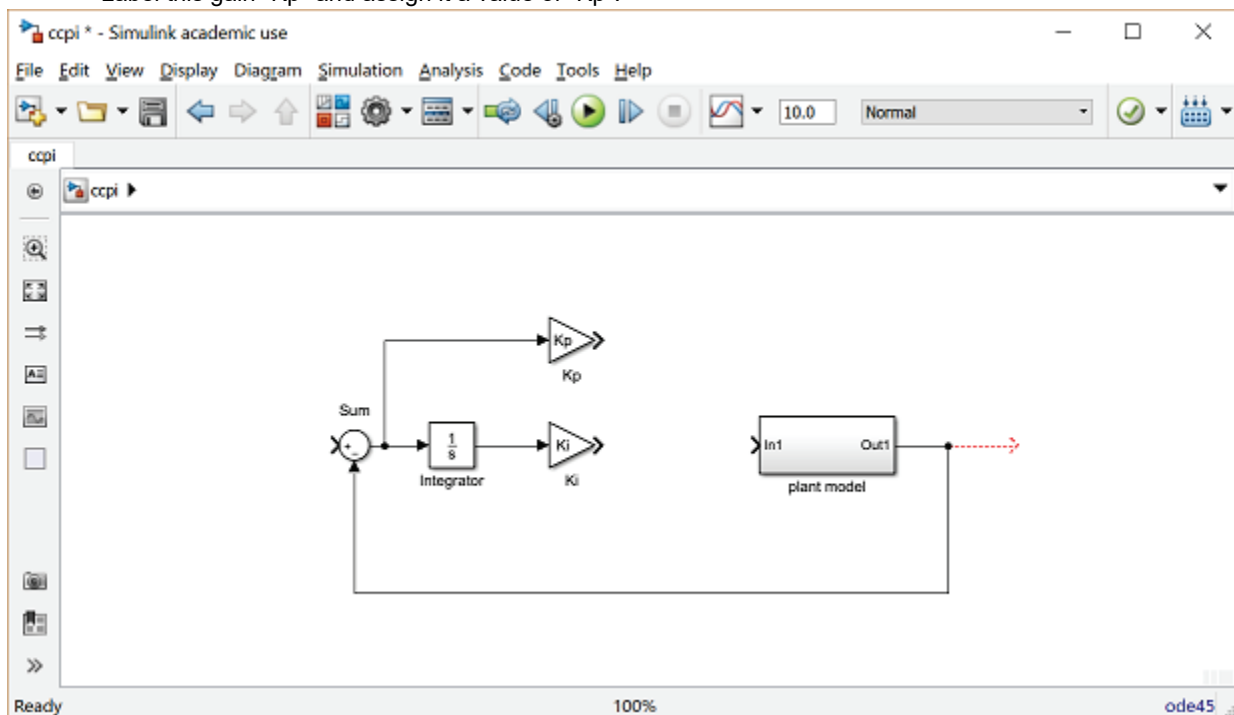 Label this gain "Kp" and assign it a value of "Kp".
ccpi * - Simulink academic use
File Edit View Display Diagram Simulation Analysis Code Tools Help
10.0 Normal
ccpi
ccpi
Kp
Kp
Sum
+
-
1
s
Integrator
Ki
Ki
In1 Out1
plant model
Ready 100% ode45